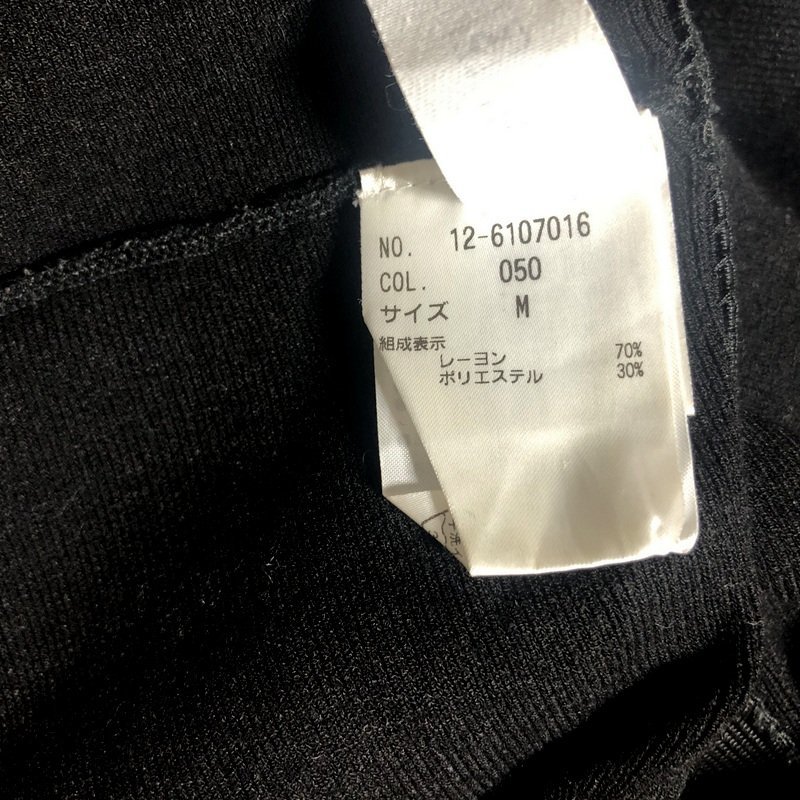 NO. 12-6107016
COL. 050
サイズ M
組成表示
レーヨン 70%
ポリエステル 30%